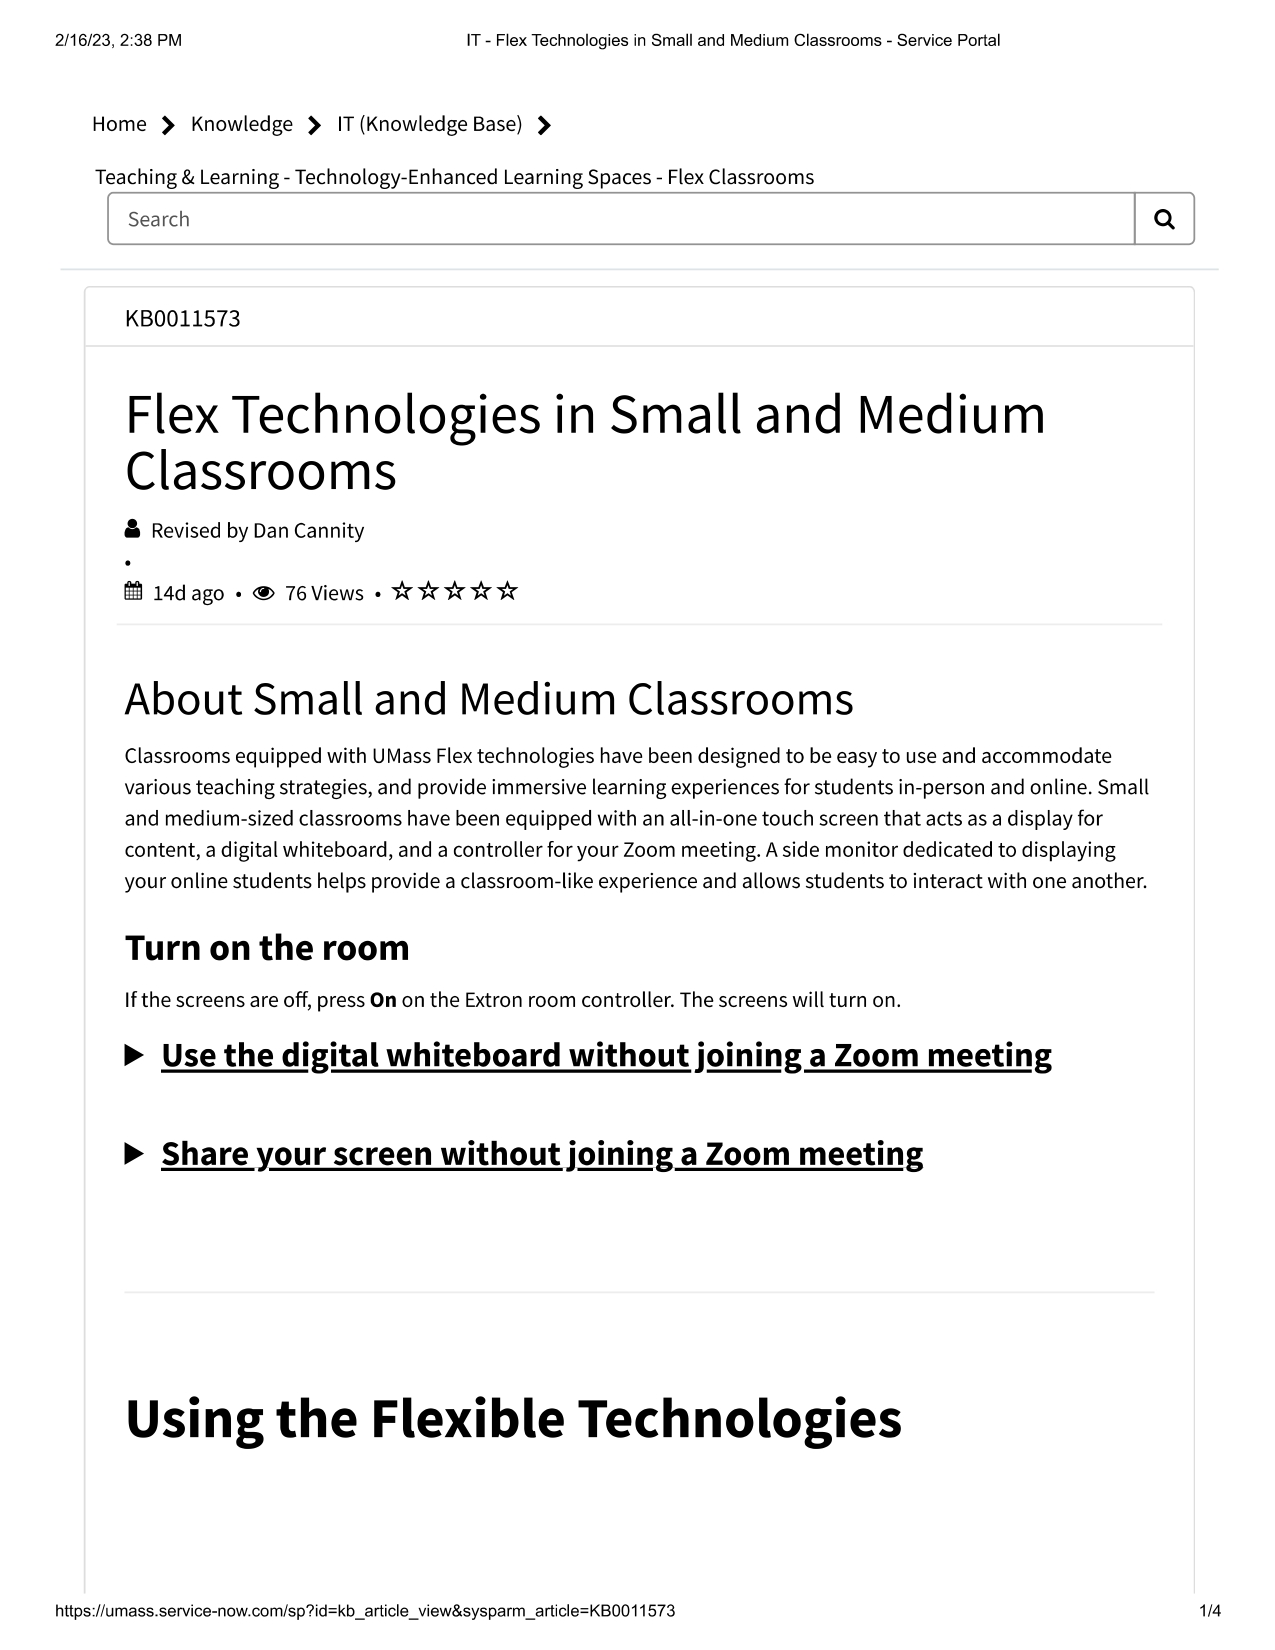 2/16/23, 2:38 PM IT - Flex Technologies in Small and Medium Classrooms - Service Portal
Home Knowledge IT (Knowledge Base)
Teaching & Learning - Technology-Enhanced Learning Spaces - Flex Classrooms
Search
KB0011573
Flex Technologies in Small and Medium
Classrooms
Revised by Dan Cannity
•
14d ago • 76 Views • ☆☆☆☆☆
About Small and Medium Classrooms
Classrooms equipped with UMass Flex technologies have been designed to be easy to use and accommodate
various teaching strategies, and provide immersive learning experiences for students in-person and online. Small
and medium-sized classrooms have been equipped with an all-in-one touch screen that acts as a display for
content, a digital whiteboard, and a controller for your Zoom meeting. A side monitor dedicated to displaying
your online students helps provide a classroom-like experience and allows students to interact with one another.
Turn on the room
If the screens are off, press On on the Extron room controller. The screens will turn on.
Use the digital whiteboard without joining a Zoom meeting
Share your screen without joining a Zoom meeting
Using the Flexible Technologies
https://umass.service-now.com/sp?id=kb_article_view&sysparm_article=KB0011573 1/4